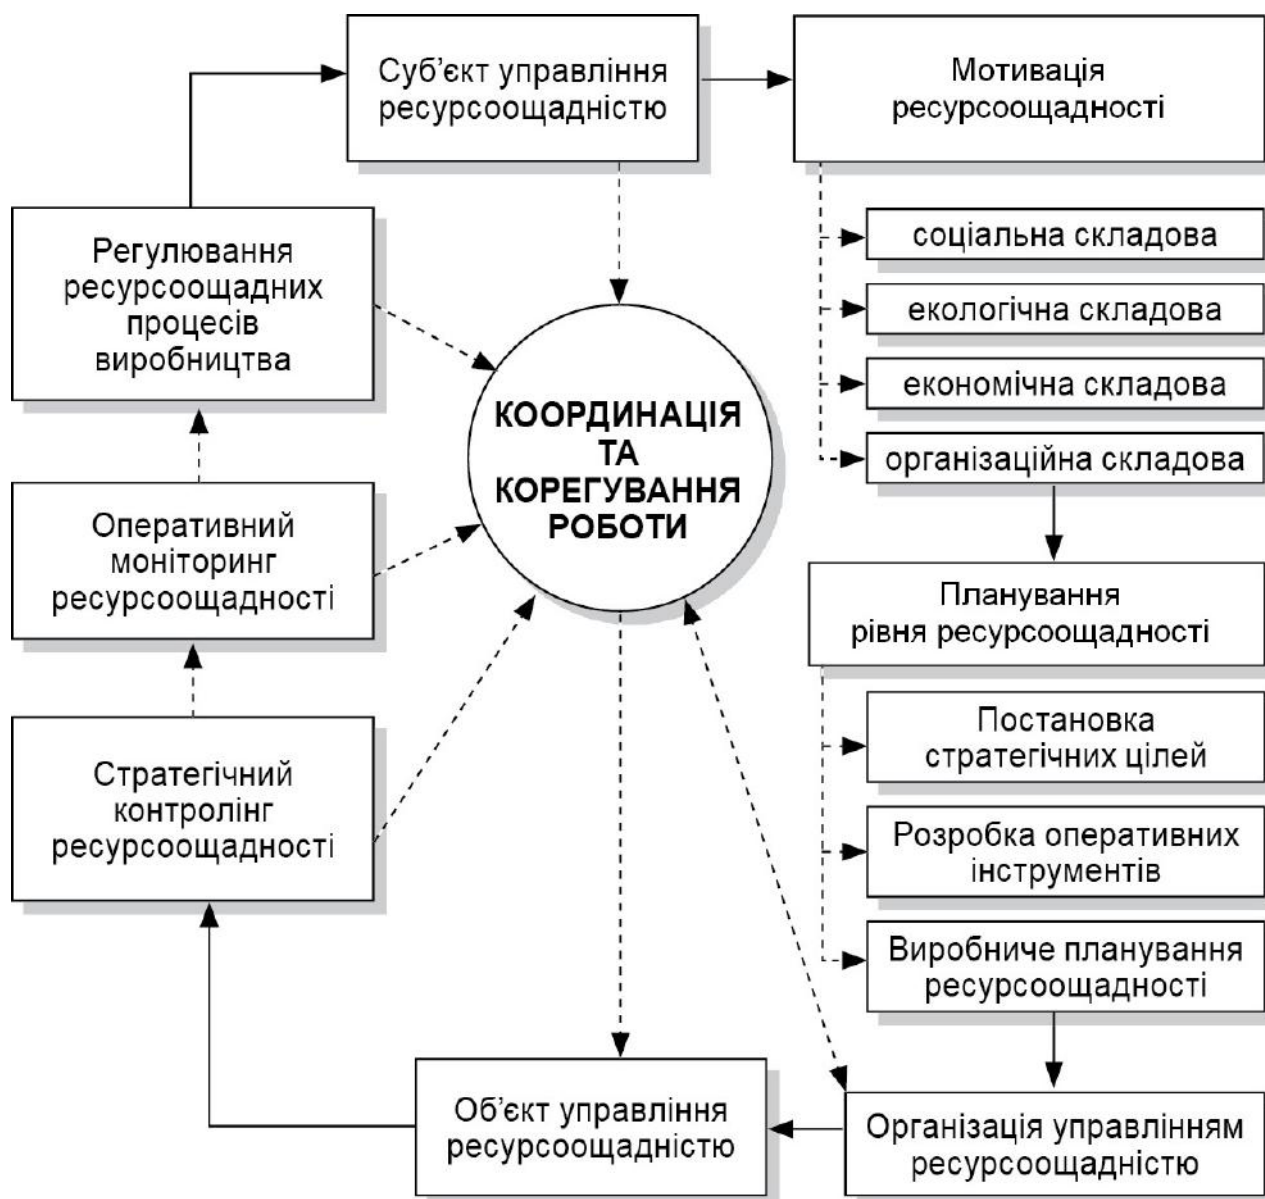 Суб’єкт управління
ресурсоощадністю
Мотивація
ресурсоощадності
соціальна складова
екологічна складова
економічна складова
організаційна складова
Планування
рівня ресурсоощадності
Постановка
стратегічних цілей
Розробка оперативних
інструментів
Виробниче планування
ресурсоощадності
Організація управлінням
ресурсоощадністю
Об’єкт управління
ресурсоощадністю
Стратегічний
контролінг
ресурсоощадності
Оперативний
моніторинг
ресурсоощадності
Регулювання
ресурсоощадних
процесів
виробництва
КООРДИНАЦІЯ
ТА
КОРЕГУВАННЯ
РОБОТИ